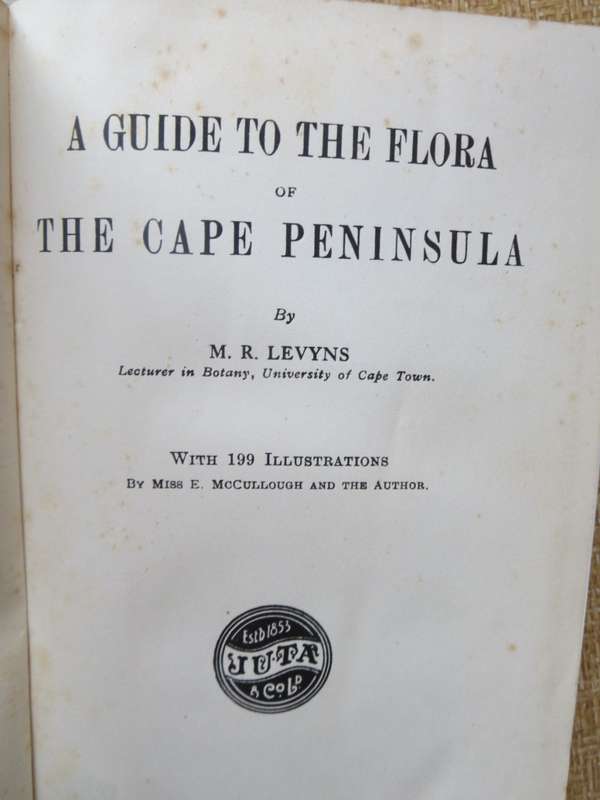 A GUIDE TO THE FLORA
OF
THE CAPE PENINSULA
By
M. R. LEVYNS
Lecturer in Botany, University of Cape Town.
WITH 199 ILLUSTRATIONS
BY MISS E. MCCULLOUGH AND THE AUTHOR.
ESTD 1853
JUTA
& CO LD